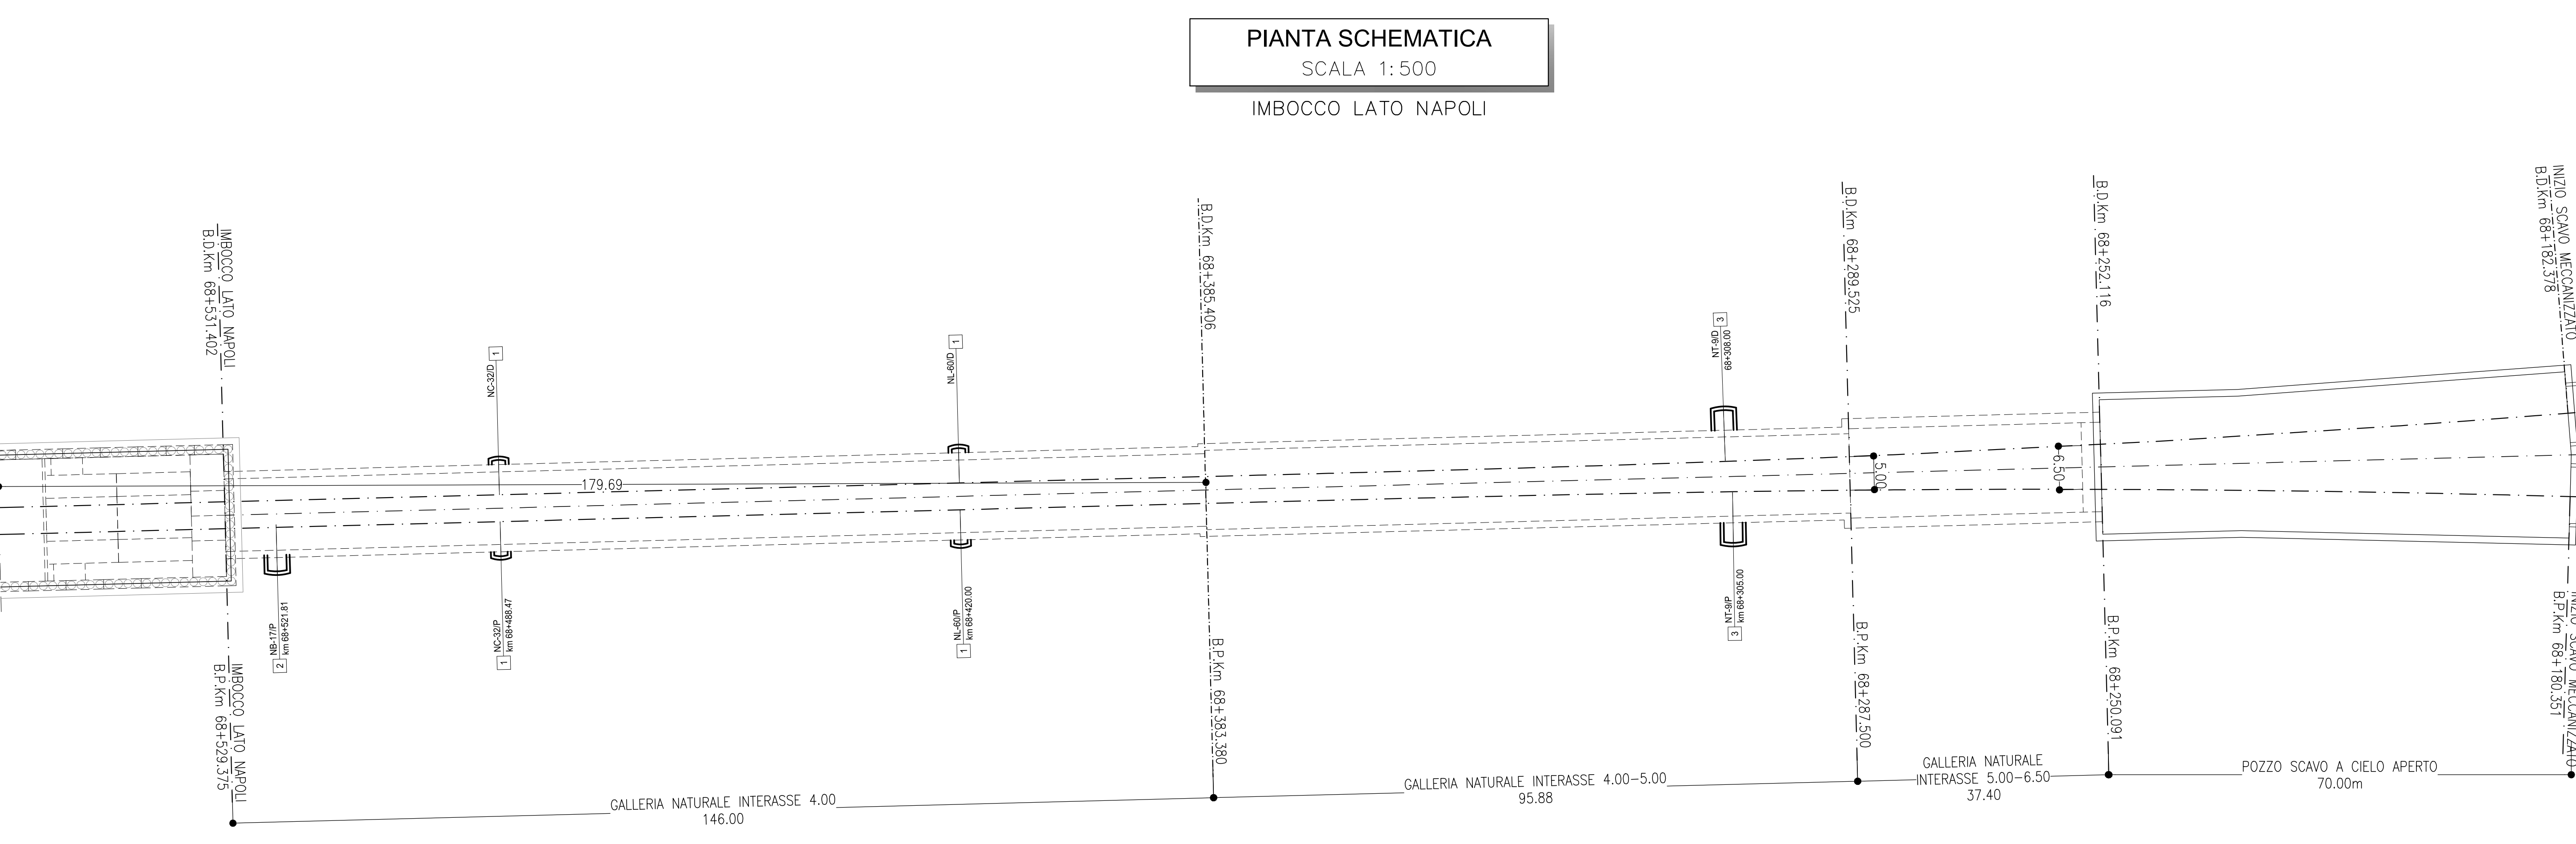 PIANTA SCHEMATICA
SCALA 1:500
IMBOCCO LATO NAPOLI
IMBOCCO LATO NAPOLI
B.D.Km 68+531.402
NC-32/D
1
NL-60/D
1
B.D.Km 68+385.406
NT-9/D
68+308.00
3
B.D.Km 68+289.525
B.D.Km 68+252.116
INIZIO SCAVO MECCANIZZATO
B.D.Km 68+182.378
179.69
5.00
6.50
NB-17/P
km 68+521.81
2
NC-32/P
km 68+488.47
1
NL-60/P
km 68+420.00
1
NT-9/P
km 68+305.00
3
IMBOCCO LATO NAPOLI
B.P.Km 68+529.375
B.P.Km 68+383.380
B.P.Km 68+287.500
B.P.Km 68+250.091
INIZIO SCAVO MECCANIZZATO
B.P.Km 68+180.351
GALLERIA NATURALE INTERASSE 4.00
146.00
GALLERIA NATURALE INTERASSE 4.00-5.00
95.88
GALLERIA NATURALE
INTERASSE 5.00-6.50
37.40
POZZO SCAVO A CIELO APERTO
70.00m